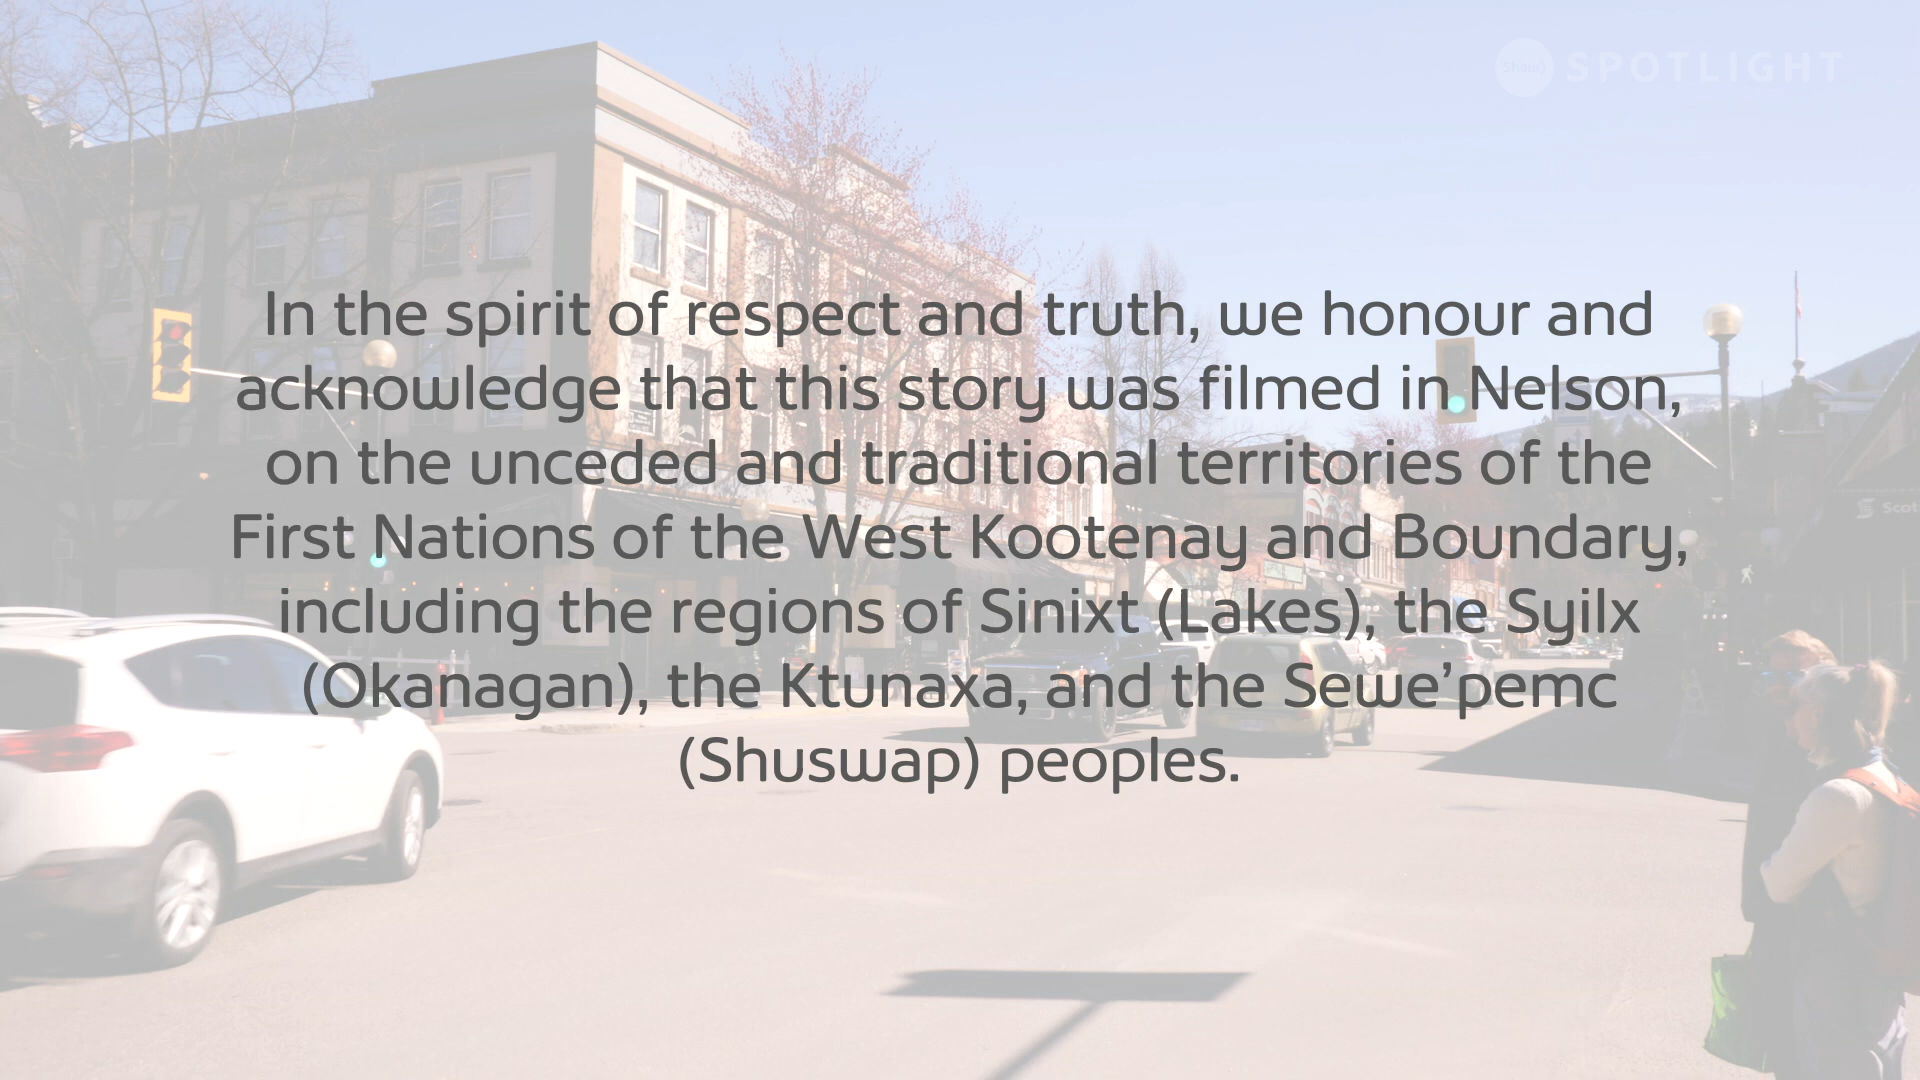 Shaw)
SPOTLIGHT
In the spirit of respect and truth, we honour and
acknowledge that this story was filmed in Nelson,
on the unceded and traditional territories of the
First Nations of the West Kootenay and Boundary,
including the regions of Sinixt (Lakes), the Syilx
(Okanagan), the Ktunaxa, and the Sewe’pemc
(Shuswap) peoples.